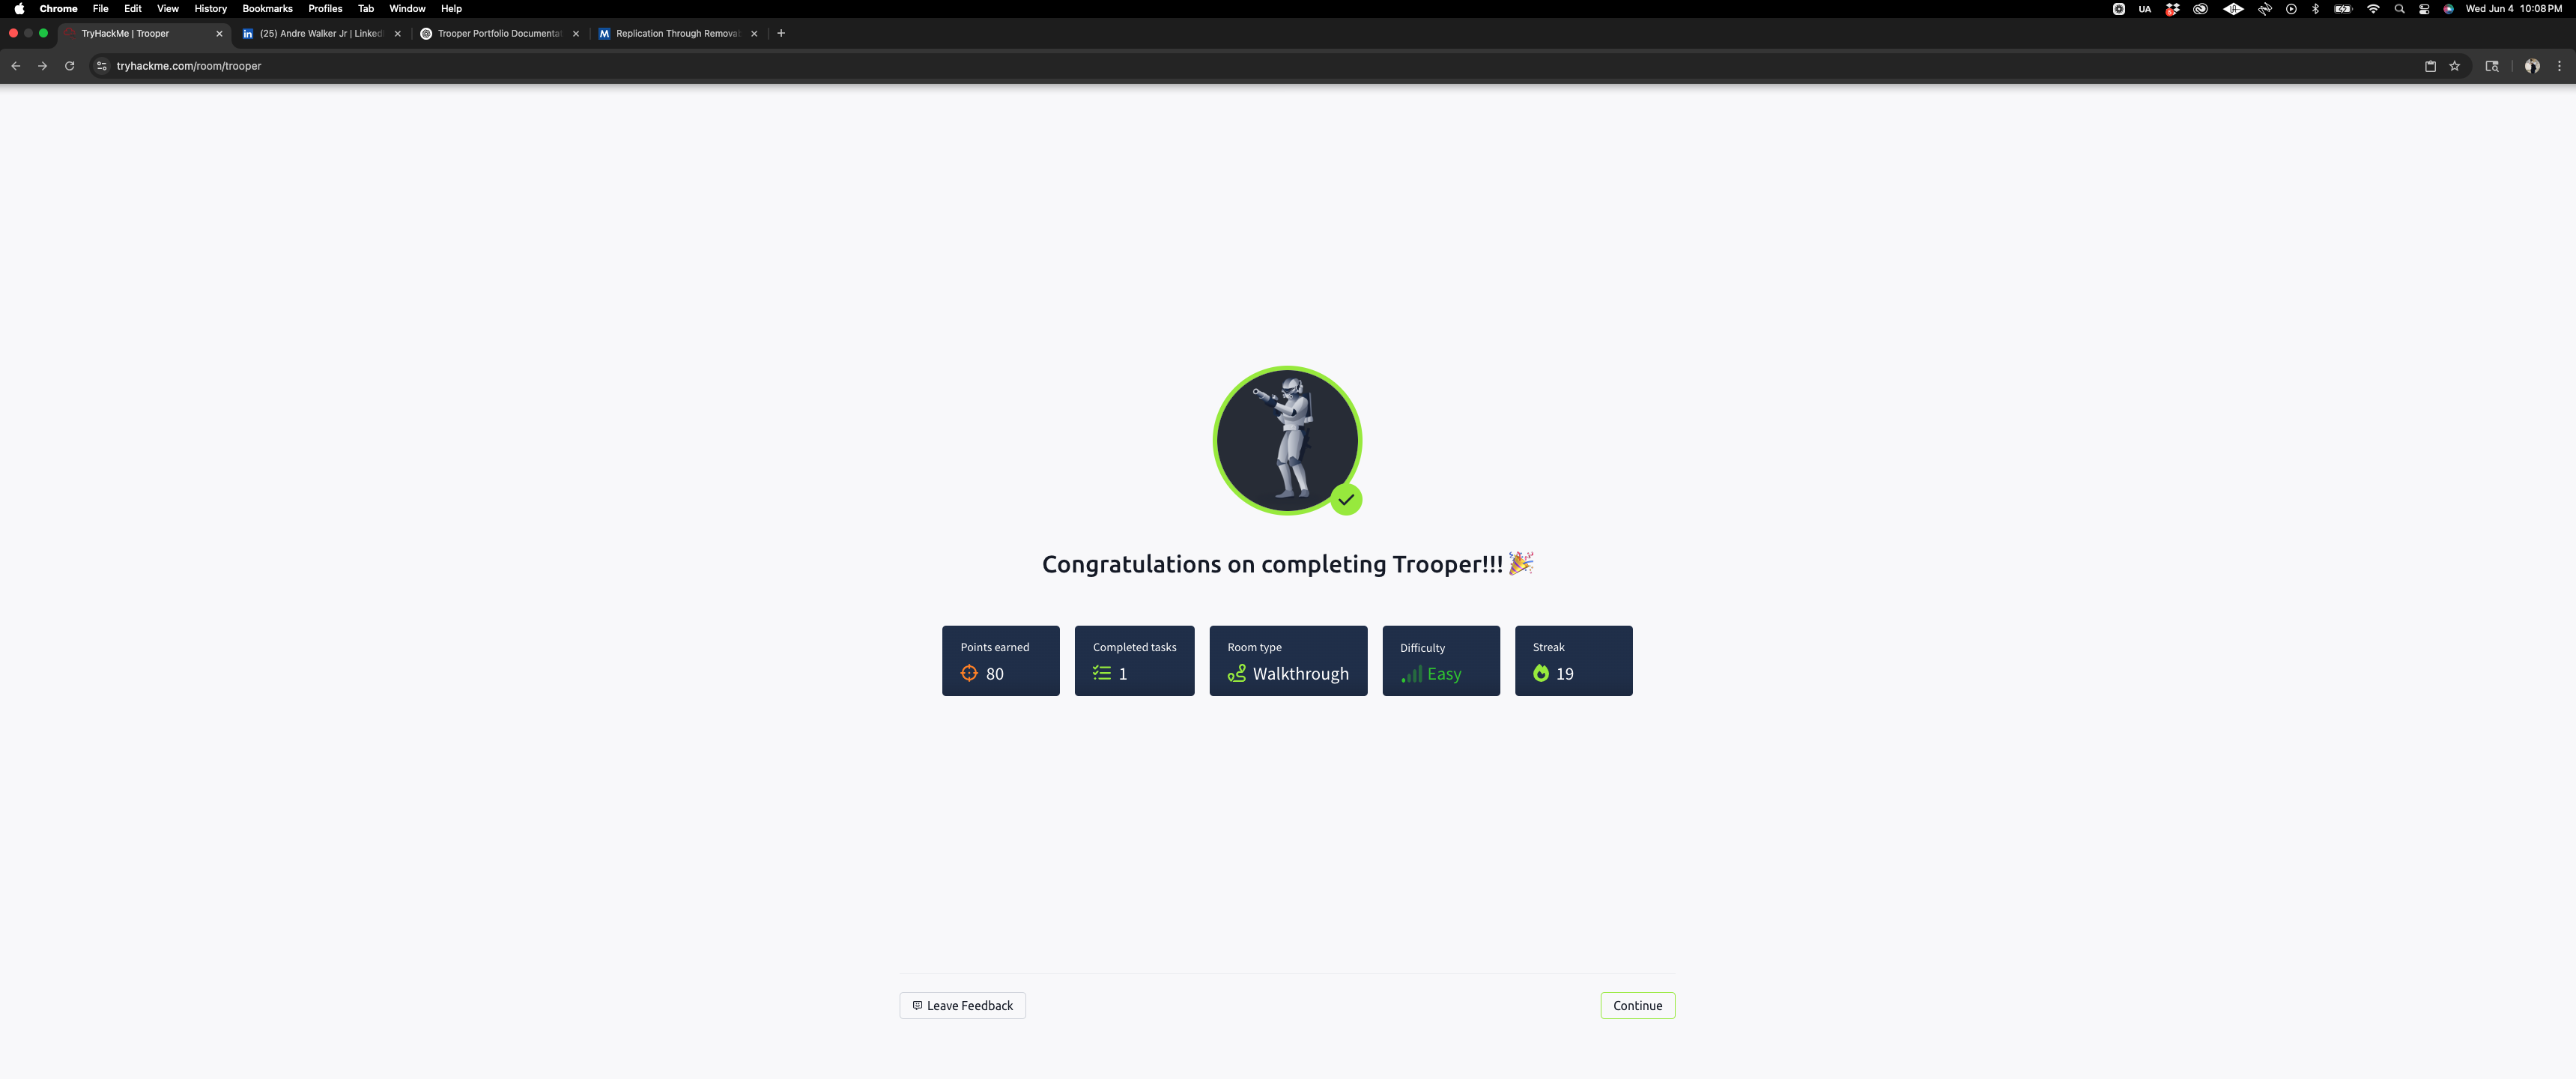 Chrome File Edit View History Bookmarks Profiles Tab Window Help UA Wed Jun 4 10:08 PM
TryHackMe | Trooper (25) Andre Walker Jr | Linked Trooper Portfolio Documenta Replication Through Remova
tryhackme.com/room/trooper
Congratulations on completing Trooper!!! 🎉
Points earned Completed tasks Room type Difficulty Streak
80 1 Walkthrough Easy 19
Leave Feedback Continue